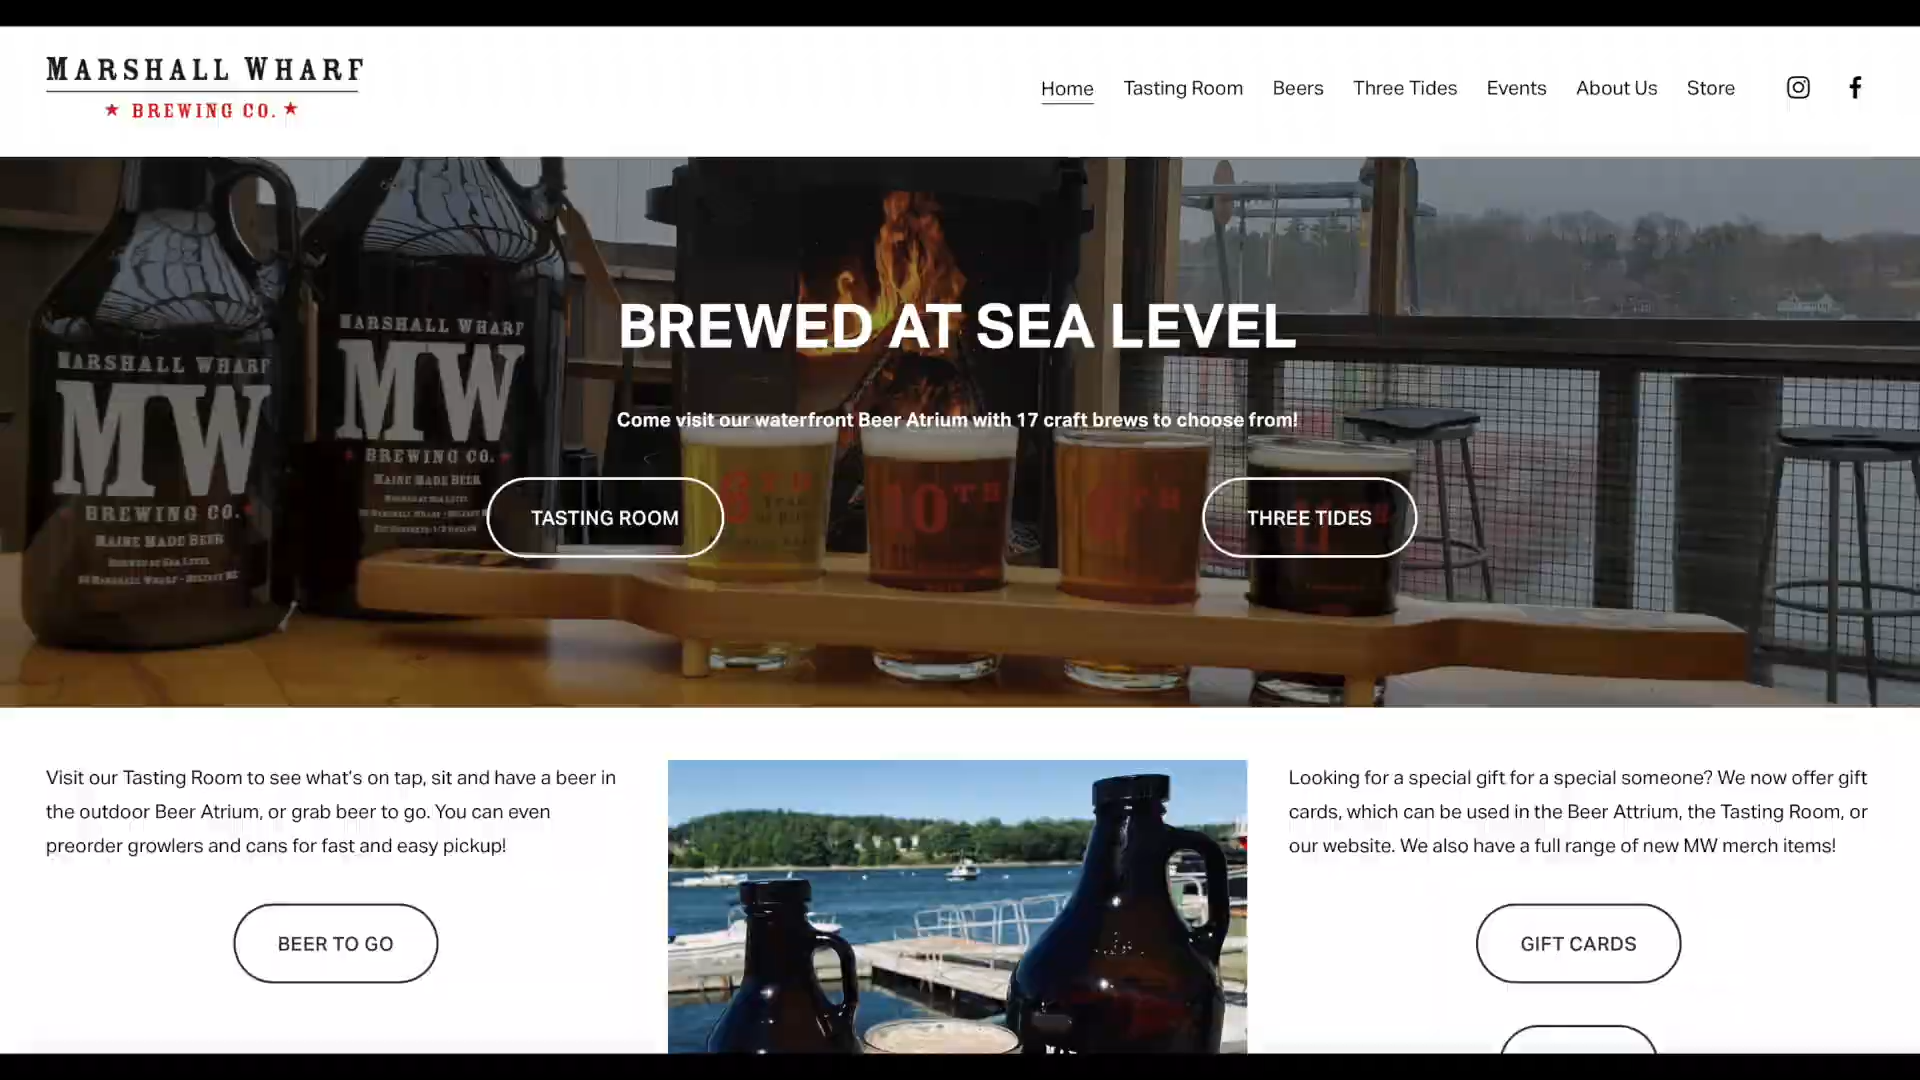 MARSHALL WHARF
★ BREWING CO. ★
Home Tasting Room Beers Three Tides Events About Us Store
BREWED AT SEA LEVEL
Come visit our waterfront Beer Atrium with 17 craft brews to choose from!
TASTING ROOM
THREE TIDES
MARSHALL WHARF
MW
BREWING CO.
MAINE MADE BEER
BREWED AT SEA LEVEL
MARSHALL WHARF
MW
BREWING CO.
MAINE MADE BEER
6TH
10TH
Visit our Tasting Room to see what's on tap, sit and have a beer in
the outdoor Beer Atrium, or grab beer to go. You can even
preorder growlers and cans for fast and easy pickup!
BEER TO GO
Looking for a special gift for a special someone? We now offer gift
cards, which can be used in the Beer Attrium, the Tasting Room, or
our website. We also have a full range of new MW merch items!
GIFT CARDS